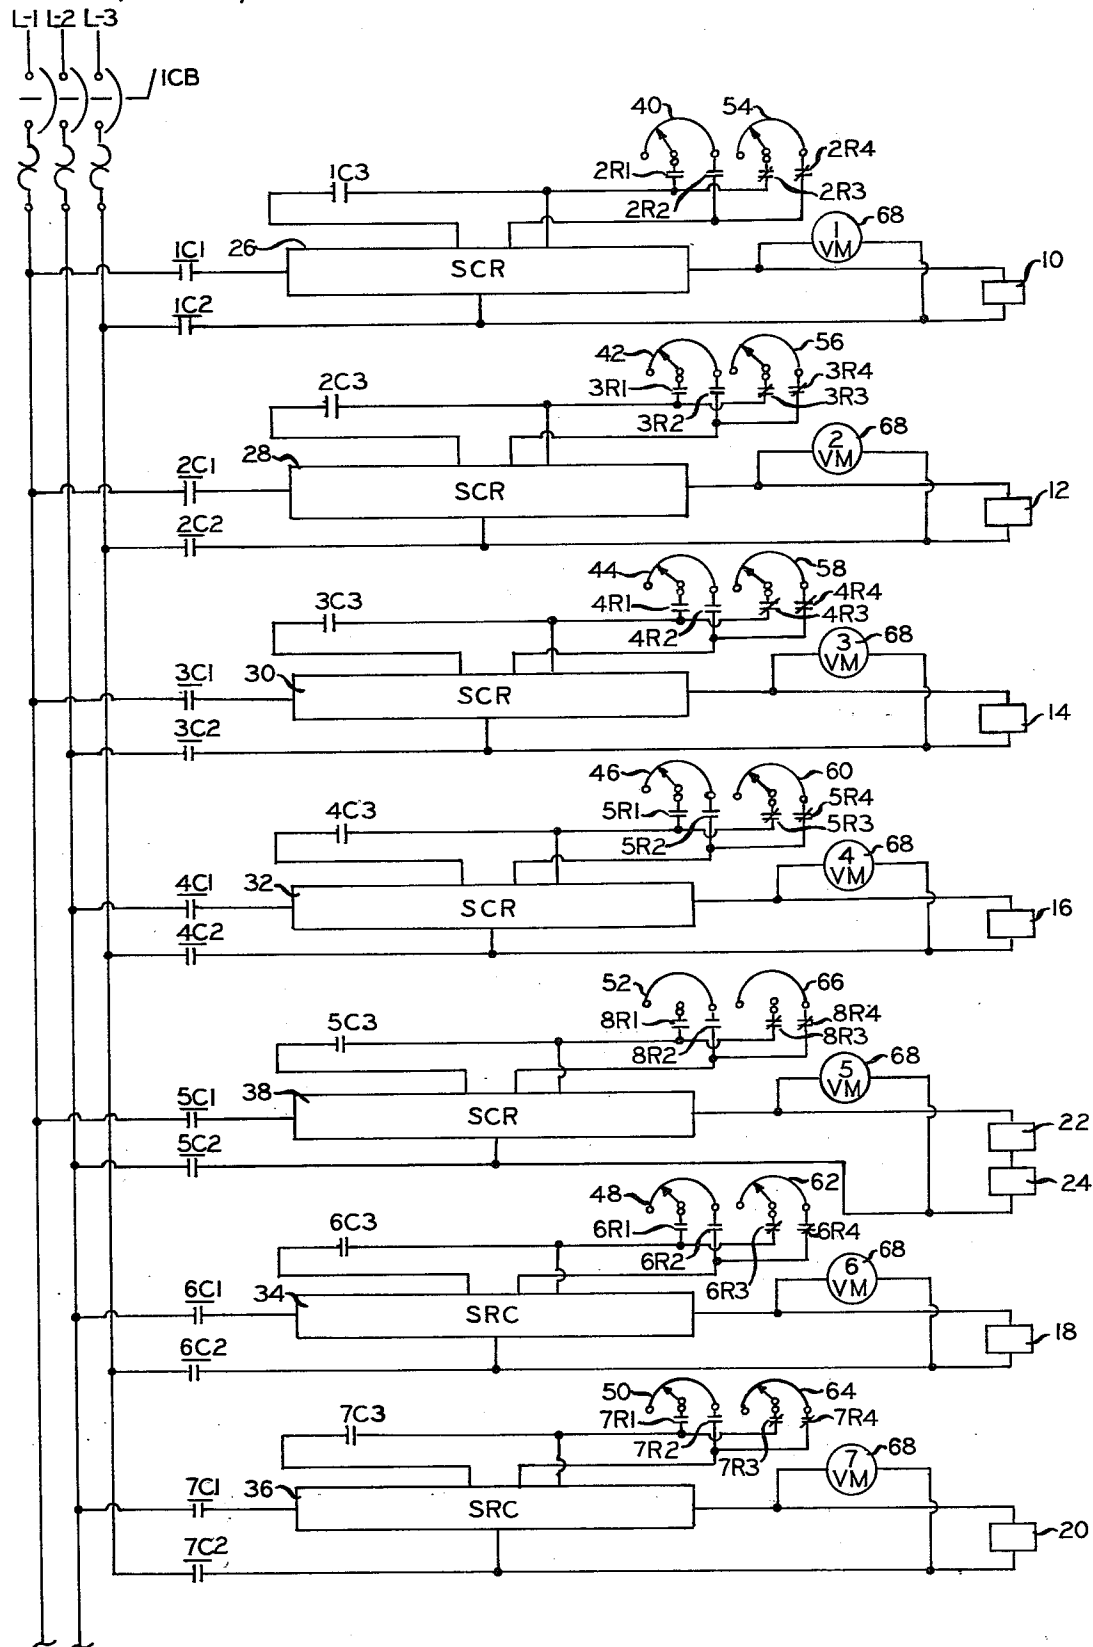 L-1 L-2 L-3
1CB
40 54
1C3 2R1 2R4
2R2 2R3
68
1 VM
1C1 26 SCR 10
1C2
42 56
2C3 3R1 3R4
3R2 3R3
68
2 VM
2C1 28 SCR 12
2C2
44 58
3C3 4R1 4R4
4R2 4R3
68
3 VM
3C1 30 SCR 14
3C2
46 60
4C3 5R1 5R4
5R2 5R3
68
4 VM
4C1 32 SCR 16
4C2
52 66
5C3 8R1 8R4
8R2 8R3
68
5 VM
5C1 38 SCR 22
5C2 24
48 62
6C3 6R1 6R4
6R2 6R3
68
6 VM
6C1 34 SRC 18
6C2
50 64
7C3 7R1 7R4
7R2 7R3
68
7 VM
7C1 36 SRC 20
7C2